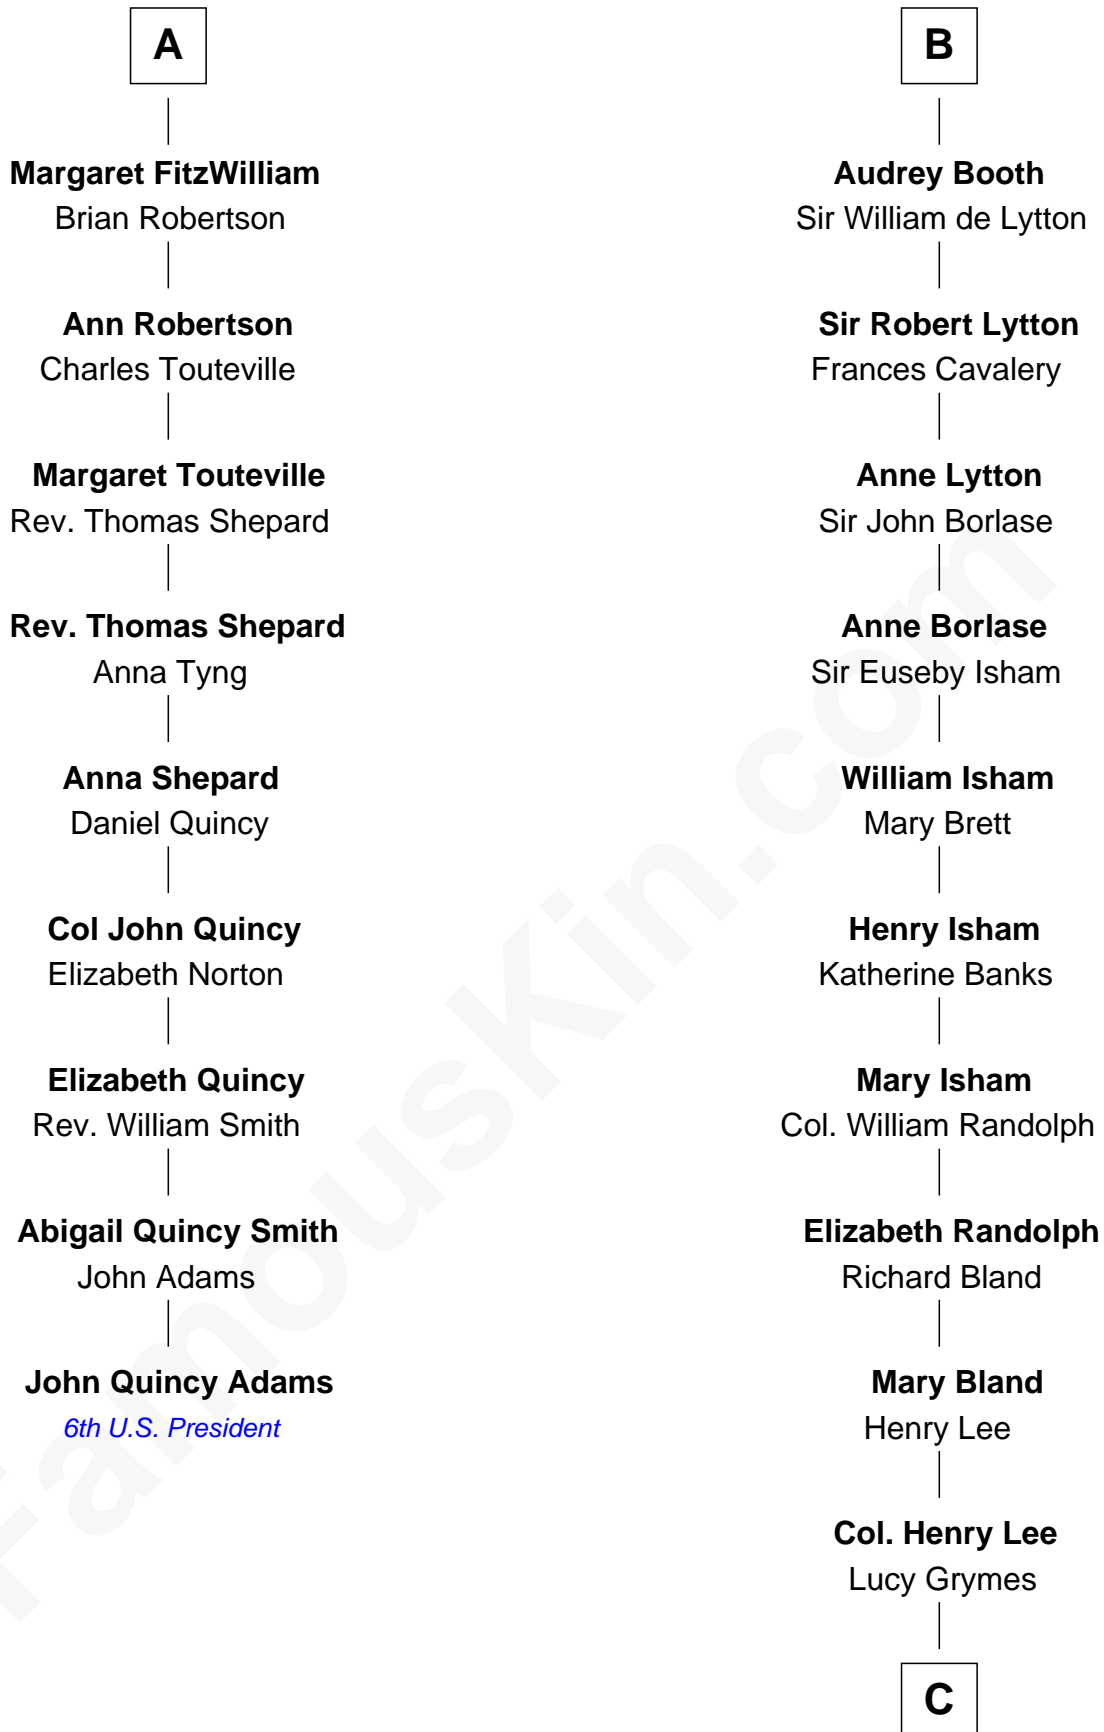 A
Margaret FitzWilliam
Brian Robertson
Ann Robertson
Charles Touteville
Margaret Touteville
Rev. Thomas Shepard
Rev. Thomas Shepard
Anna Tyng
Anna Shepard
Daniel Quincy
Col John Quincy
Elizabeth Norton
Elizabeth Quincy
Rev. William Smith
Abigail Quincy Smith
John Adams
John Quincy Adams
6th U.S. President
B
Audrey Booth
Sir William de Lytton
Sir Robert Lytton
Frances Cavalery
Anne Lytton
Sir John Borlase
Anne Borlase
Sir Euseby Isham
William Isham
Mary Brett
Henry Isham
Katherine Banks
Mary Isham
Col. William Randolph
Elizabeth Randolph
Richard Bland
Mary Bland
Henry Lee
Col. Henry Lee
Lucy Grymes
C
FamousKin.com